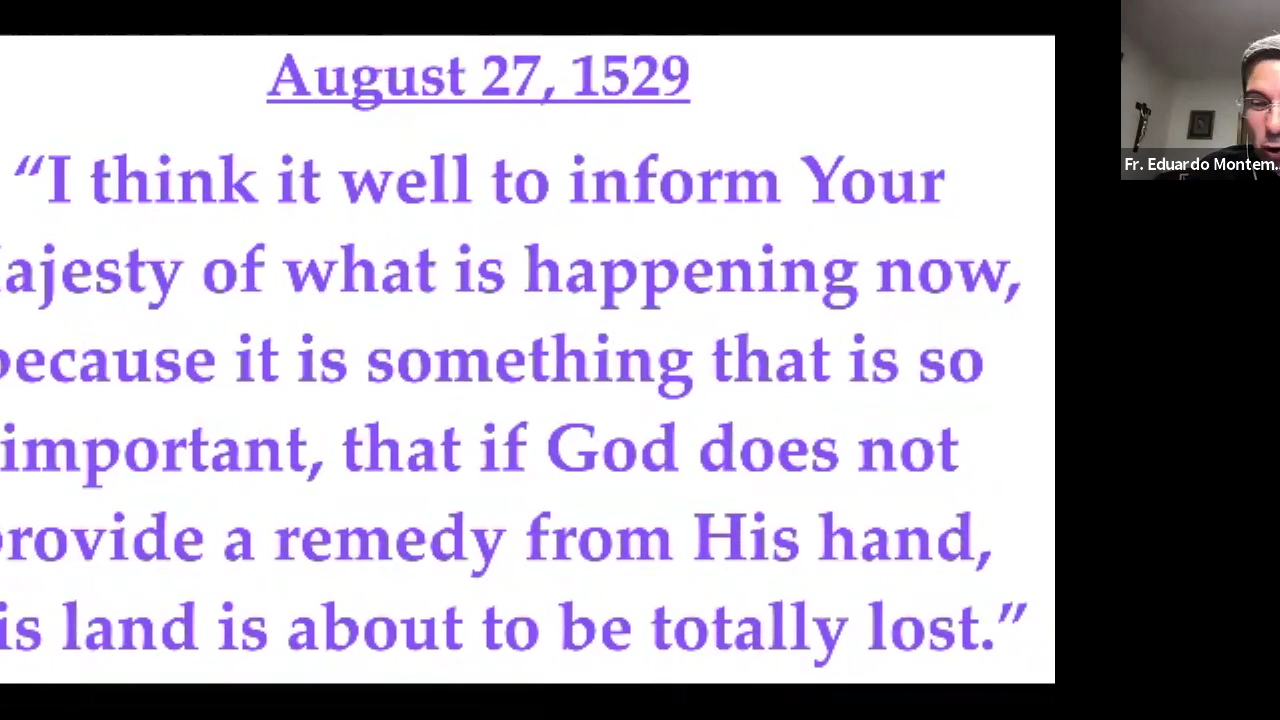 August 27, 1529
“I think it well to inform Your
ajesty of what is happening now,
because it is something that is so
important, that if God does not
provide a remedy from His hand,
is land is about to be totally lost.”
Fr. Eduardo Montem...